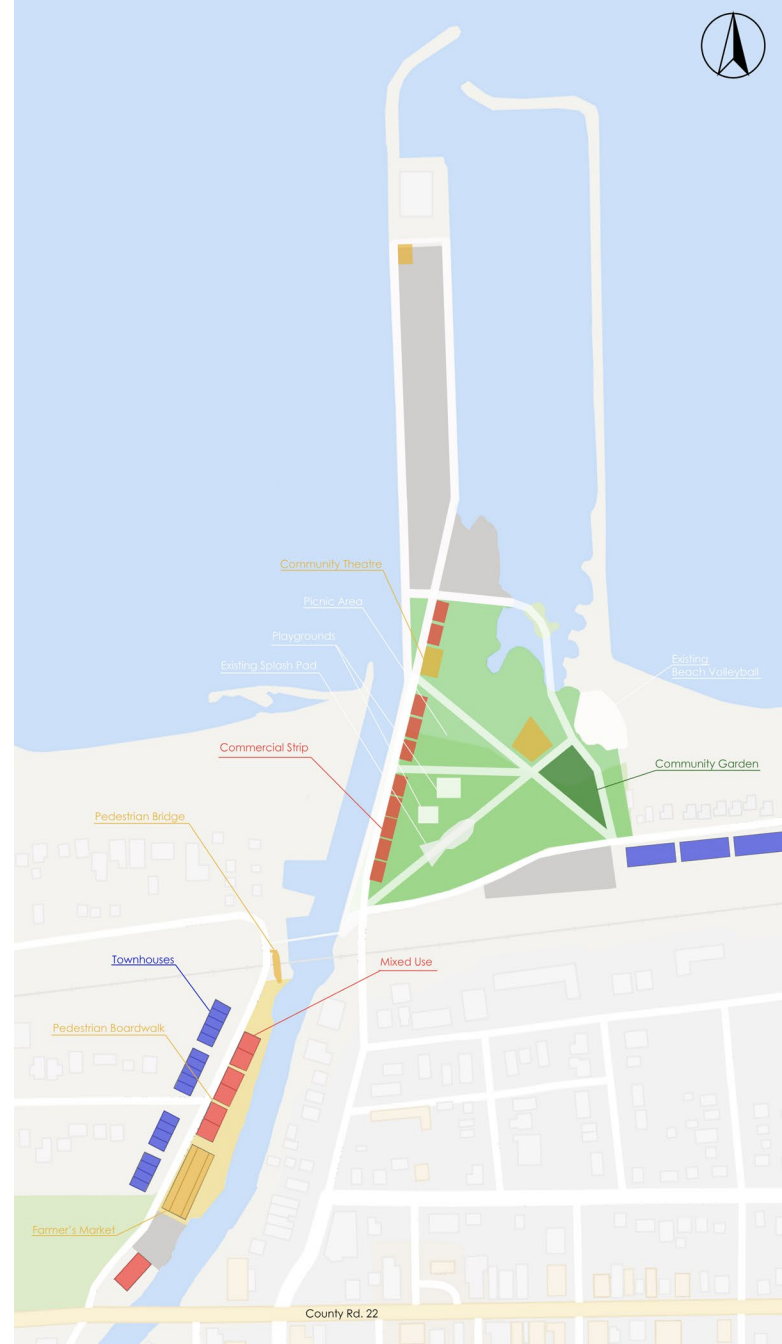 Community Theatre
Picnic Area
Playgrounds
Existing Splash Pad
Existing
Beach Volleyball
Commercial Strip
Community Garden
Pedestrian Bridge
Townhouses
Mixed Use
Pedestrian Boardwalk
Farmer's Market
County Rd. 22